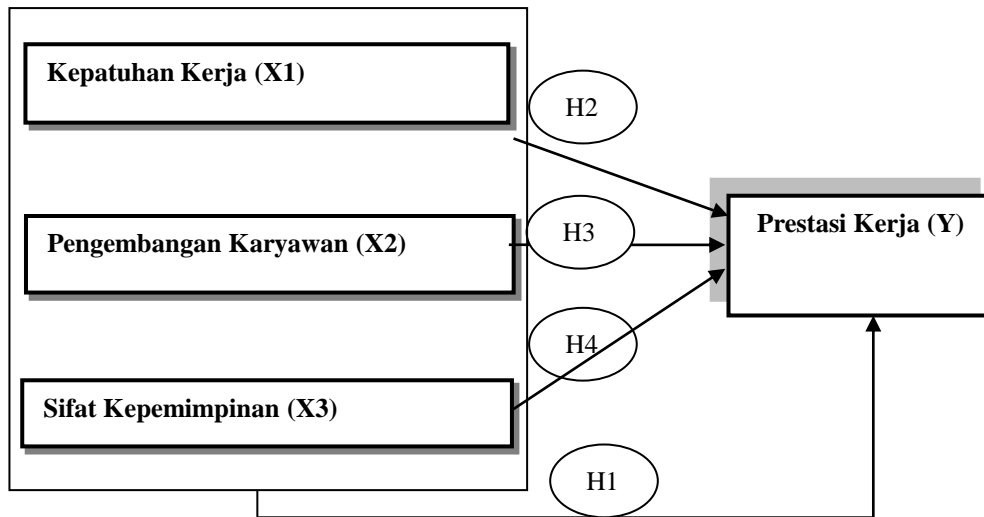 Kepatuhan Kerja (X1)
H2
Prestasi Kerja (Y)
Pengembangan Karyawan (X2)
H3
H4
Sifat Kepemimpinan (X3)
H1